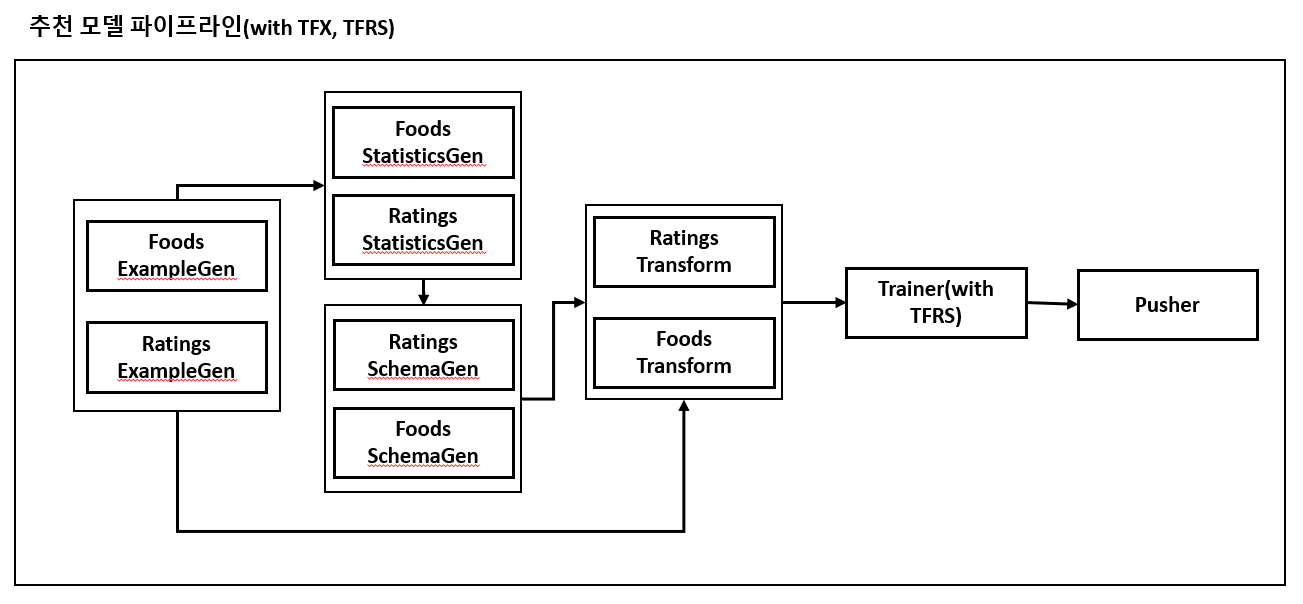 추천 모델 파이프라인(with TFX, TFRS)
Foods
ExampleGen
Ratings
ExampleGen
Foods
StatisticsGen
Ratings
StatisticsGen
Ratings
SchemaGen
Foods
SchemaGen
Ratings
Transform
Foods
Transform
Trainer(with
TFRS)
Pusher